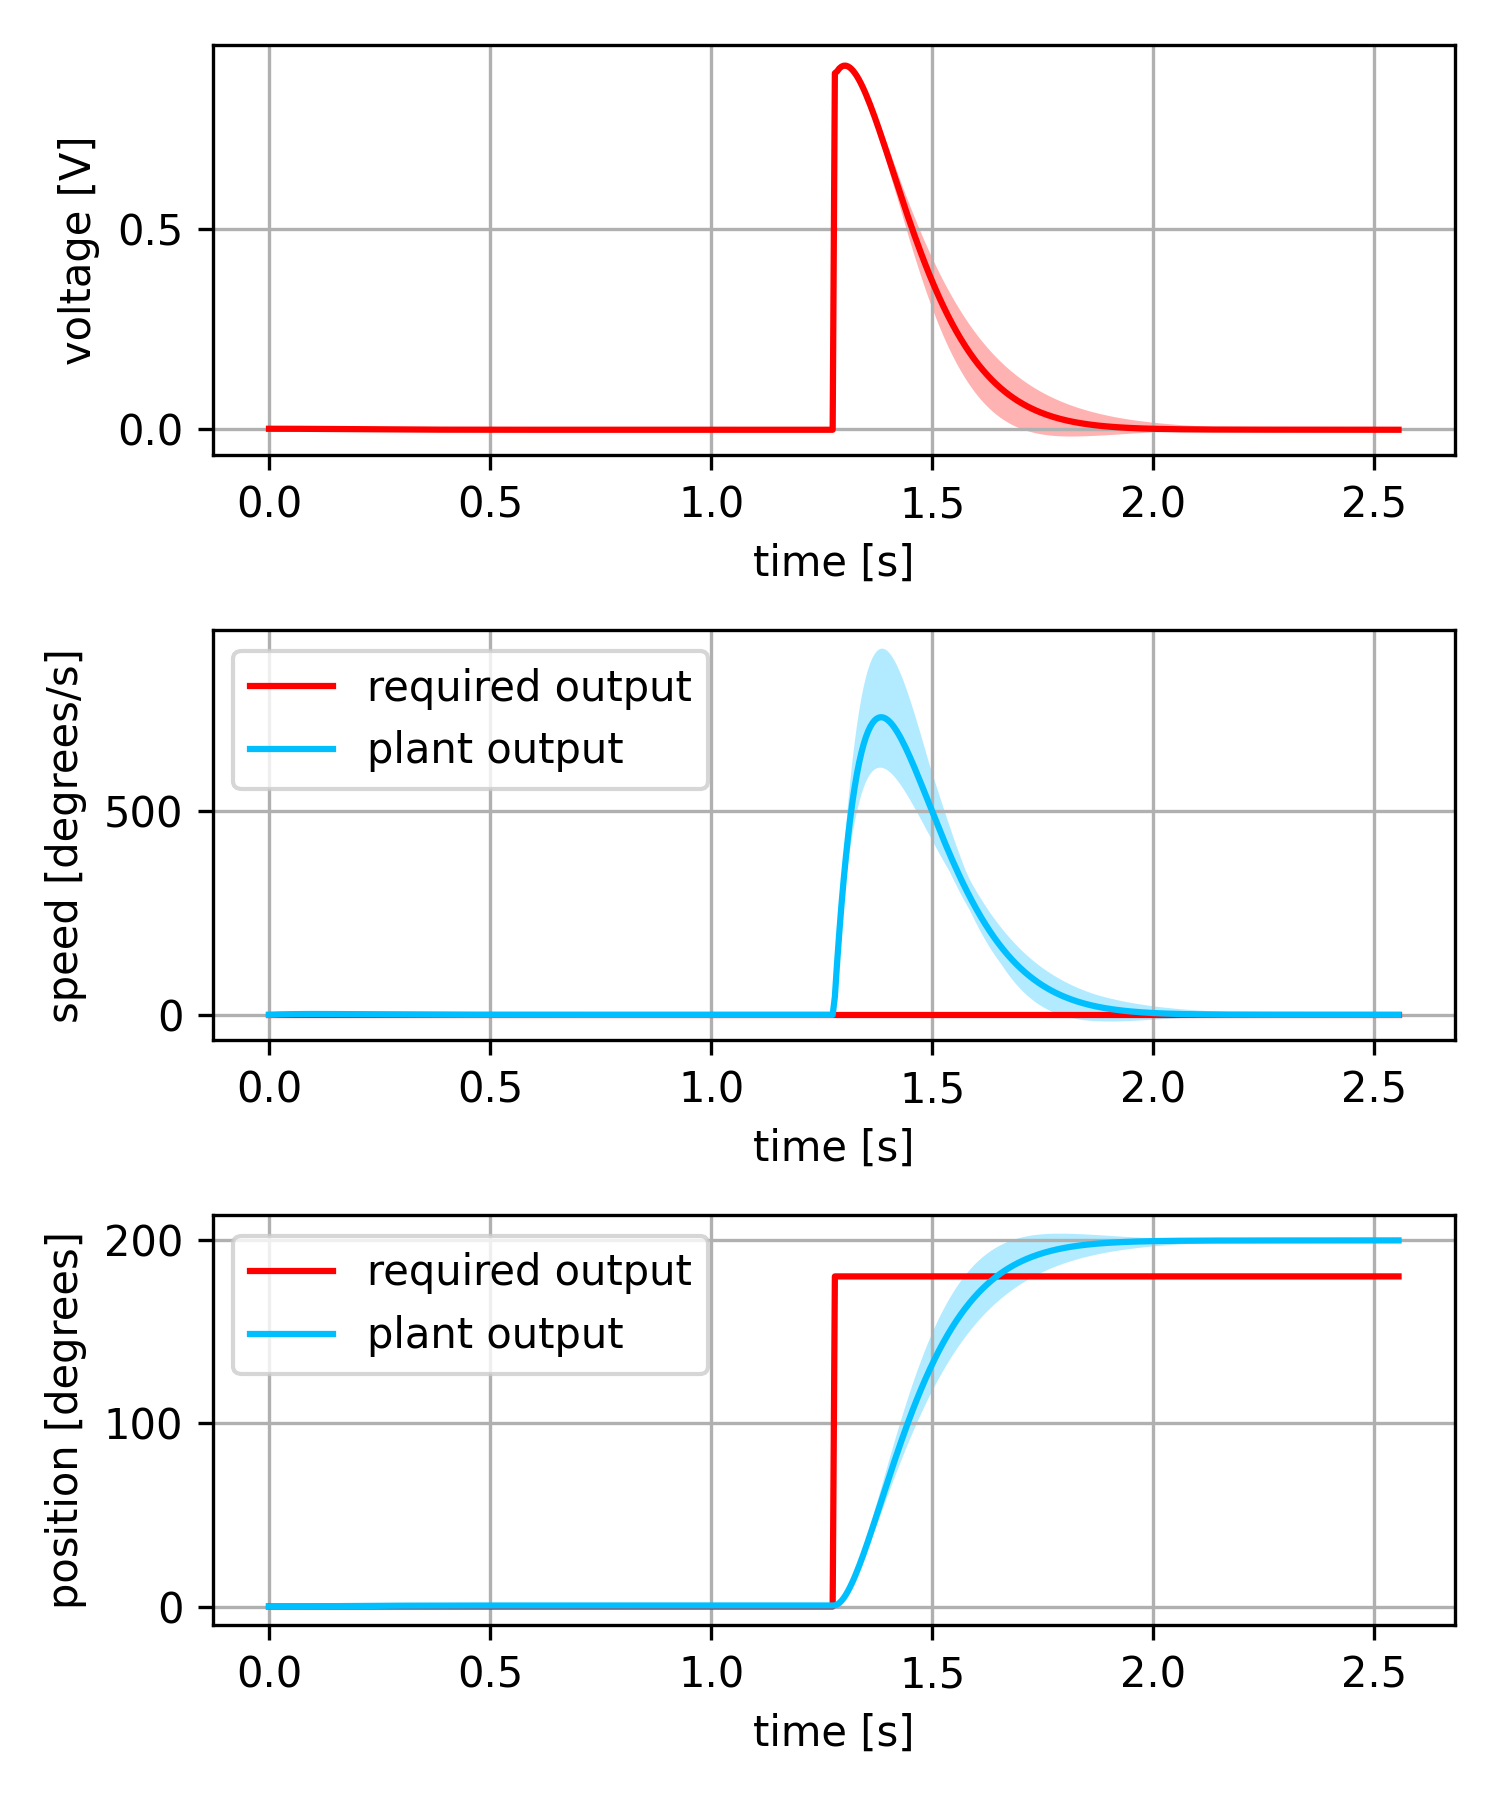 voltage [V]
0.5
0.0
0.0 0.5 1.0 1.5 2.0 2.5
time [s]
speed [degrees/s]
required output
plant output
500
0
0.0 0.5 1.0 1.5 2.0 2.5
time [s]
position [degrees]
200
required output
plant output
100
0
0.0 0.5 1.0 1.5 2.0 2.5
time [s]